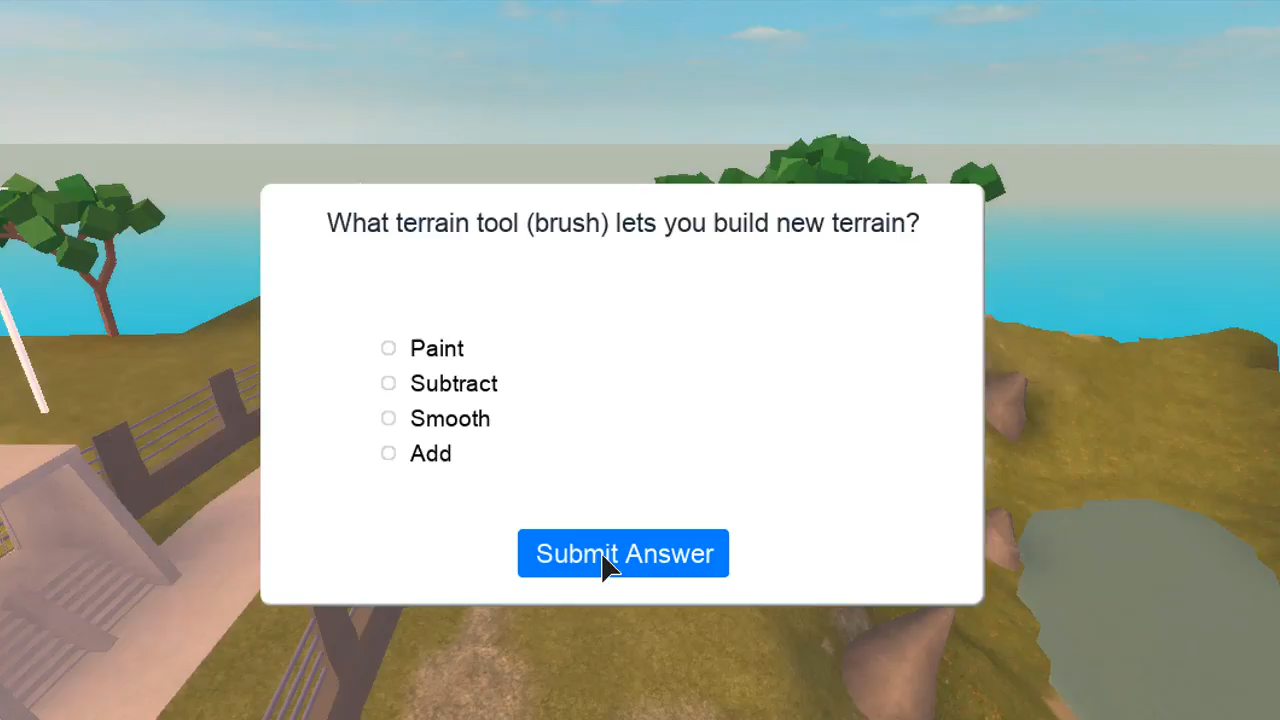 What terrain tool (brush) lets you build new terrain?
Paint
Subtract
Smooth
Add
Submit Answer